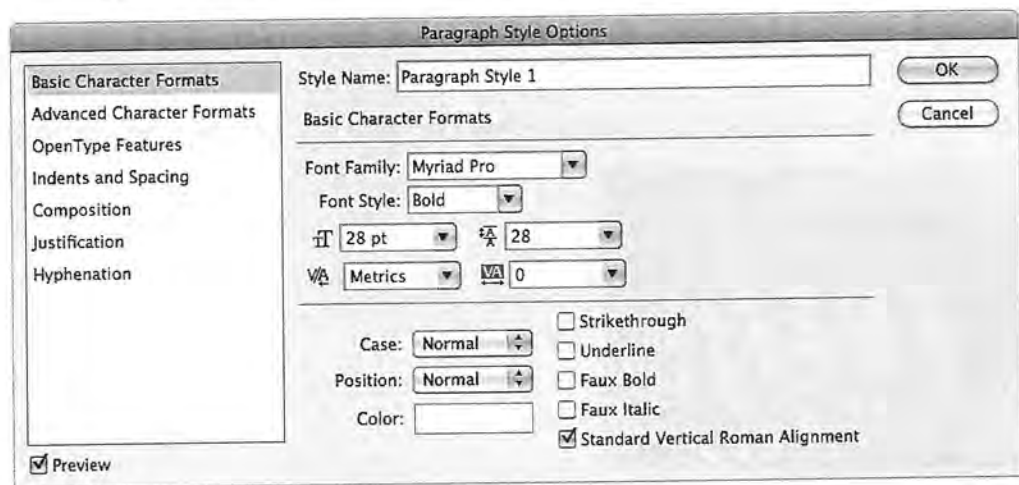 Paragraph Style Options
Basic Character Formats
Advanced Character Formats
OpenType Features
Indents and Spacing
Composition
Justification
Hyphenation
Preview
Style Name: Paragraph Style 1
Basic Character Formats
Font Family: Myriad Pro
Font Style: Bold
28 pt 28
Metrics 0
Case: Normal
Position: Normal
Color:
Strikethrough
Underline
Faux Bold
Faux Italic
Standard Vertical Roman Alignment
OK
Cancel